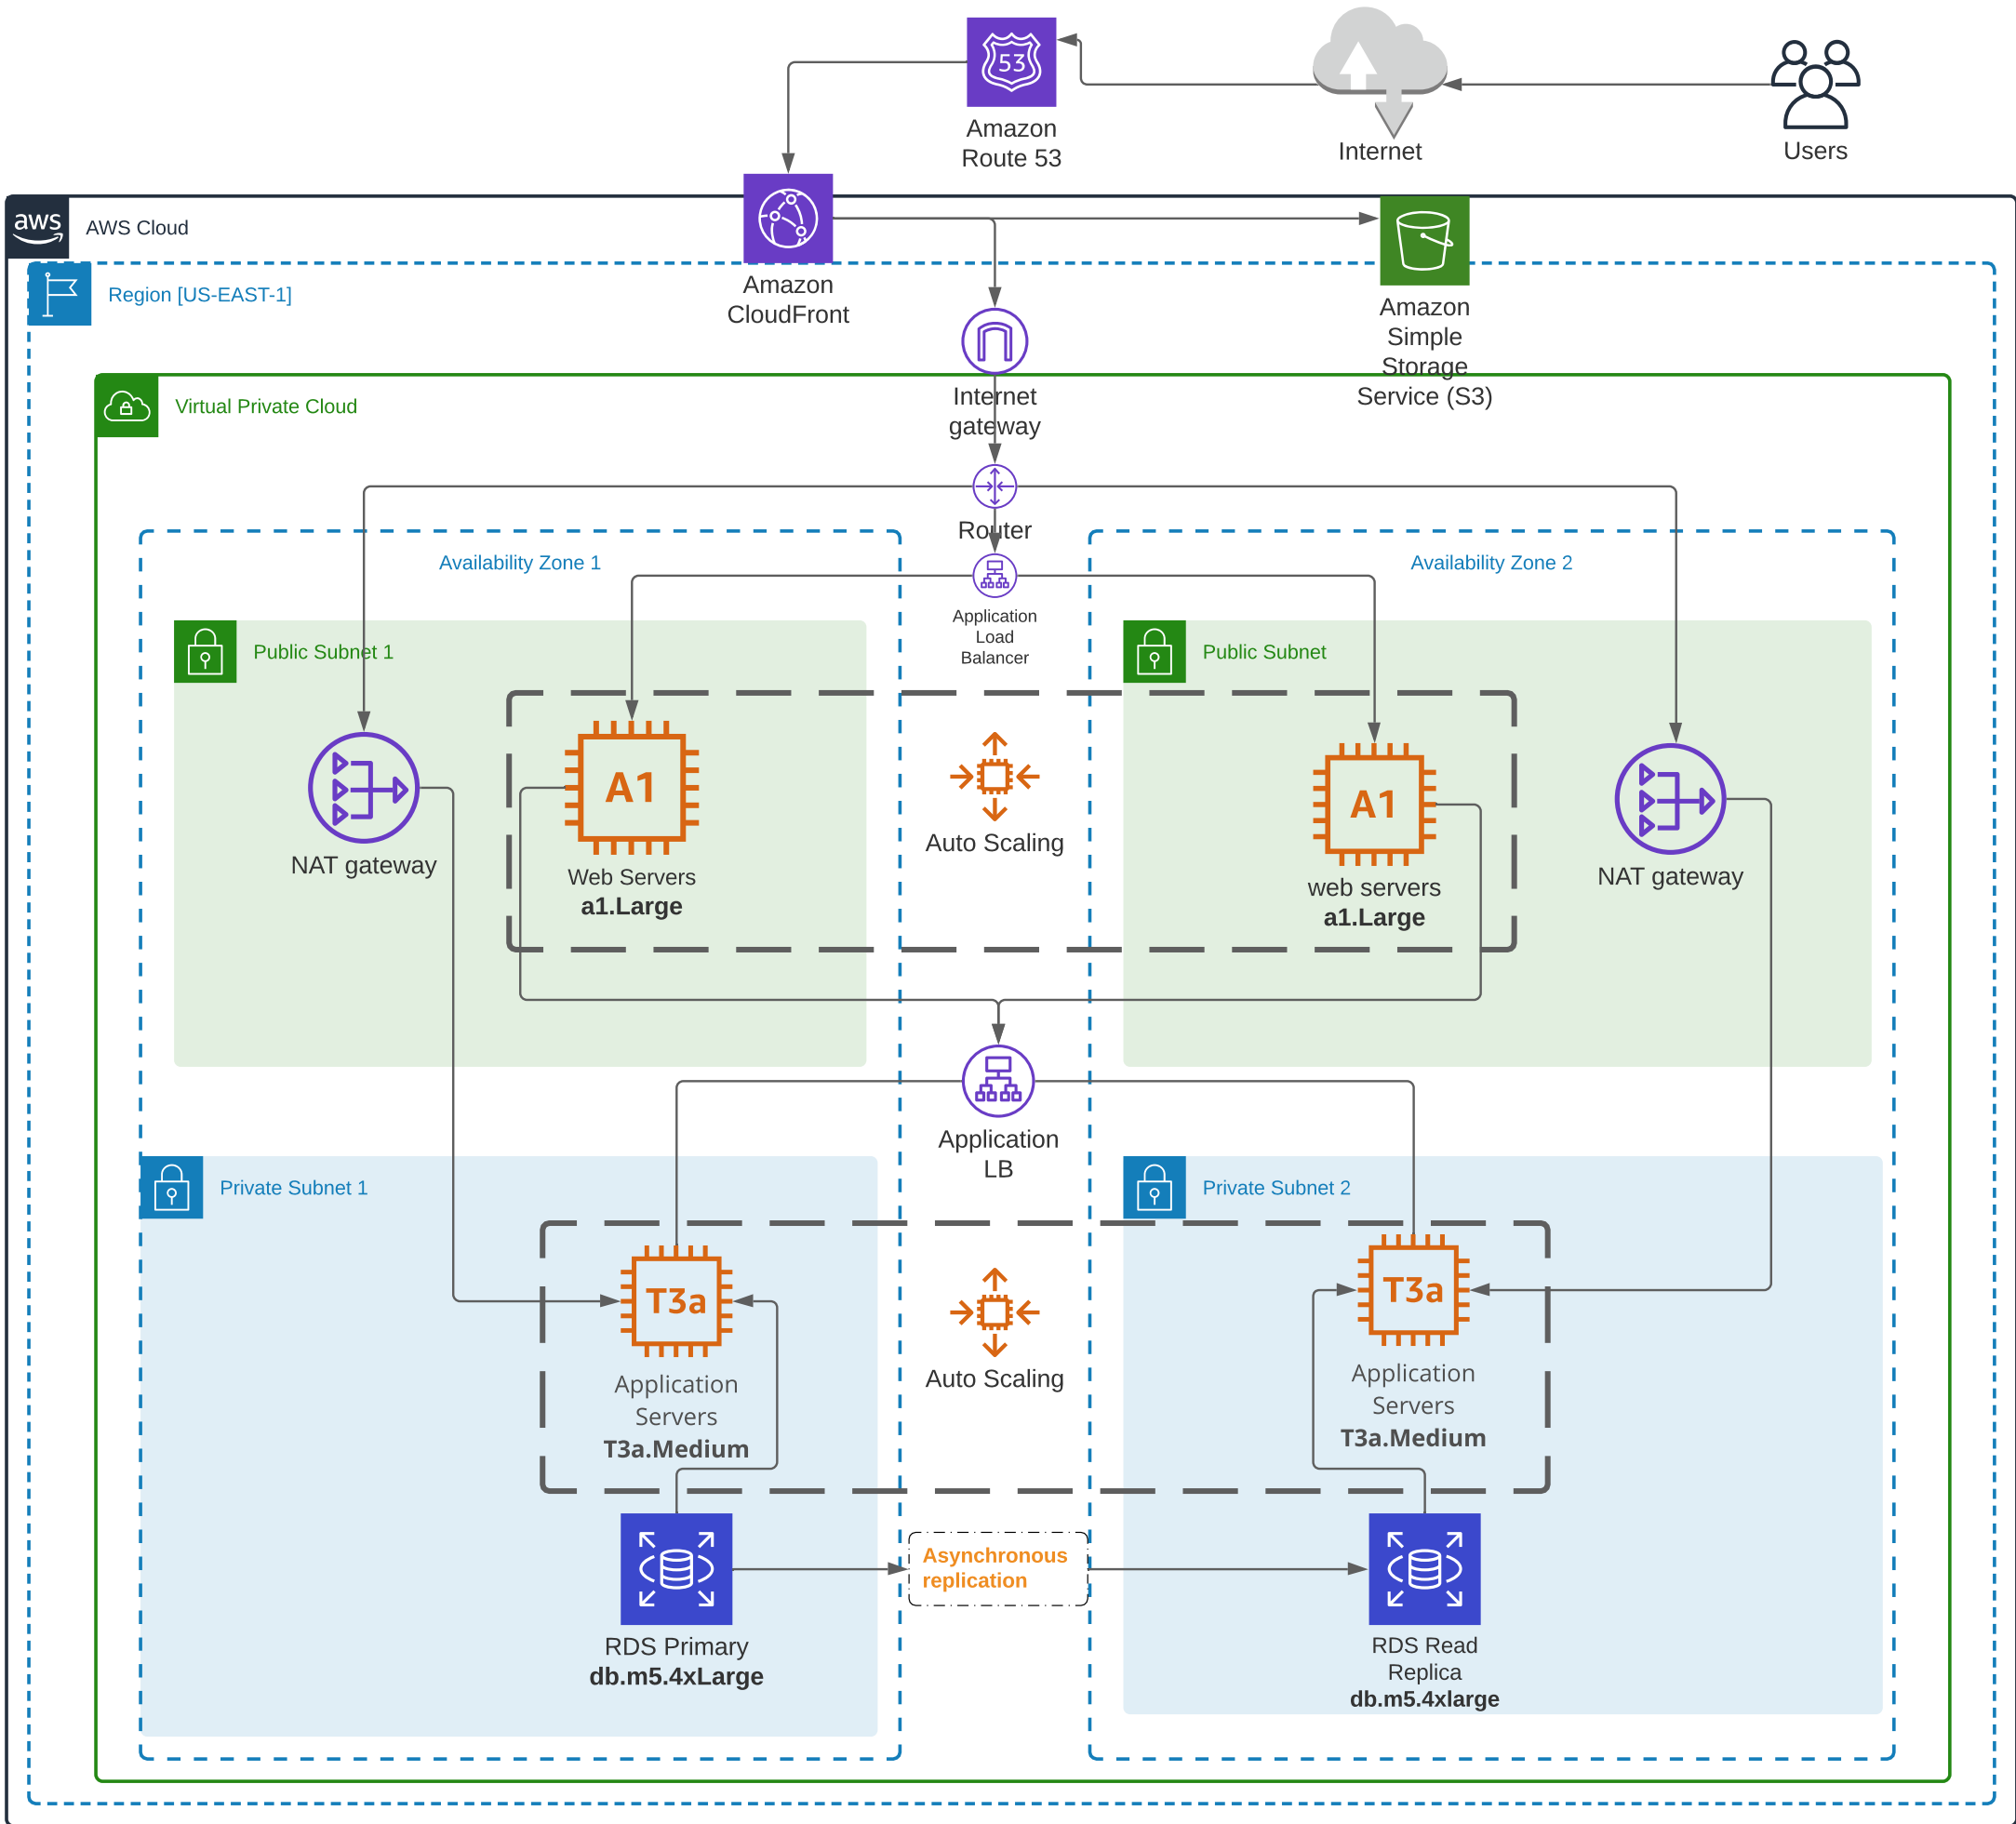 53
Amazon
Route 53
Internet
Users
aws
AWS Cloud
Region [US-EAST-1]
Amazon
CloudFront
Amazon
Simple
Storage
Service (S3)
Internet
gateway
Virtual Private Cloud
Router
Availability Zone 1
Availability Zone 2
Application
Load
Balancer
Public Subnet 1
Public Subnet
A1
A1
NAT gateway
Web Servers
a1.Large
Auto Scaling
web servers
a1.Large
NAT gateway
Application
LB
Private Subnet 1
Private Subnet 2
T3a
T3a
Application
Servers
T3a.Medium
Auto Scaling
Application
Servers
T3a.Medium
Asynchronous
replication
RDS Primary
db.m5.4xLarge
RDS Read
Replica
db.m5.4xlarge